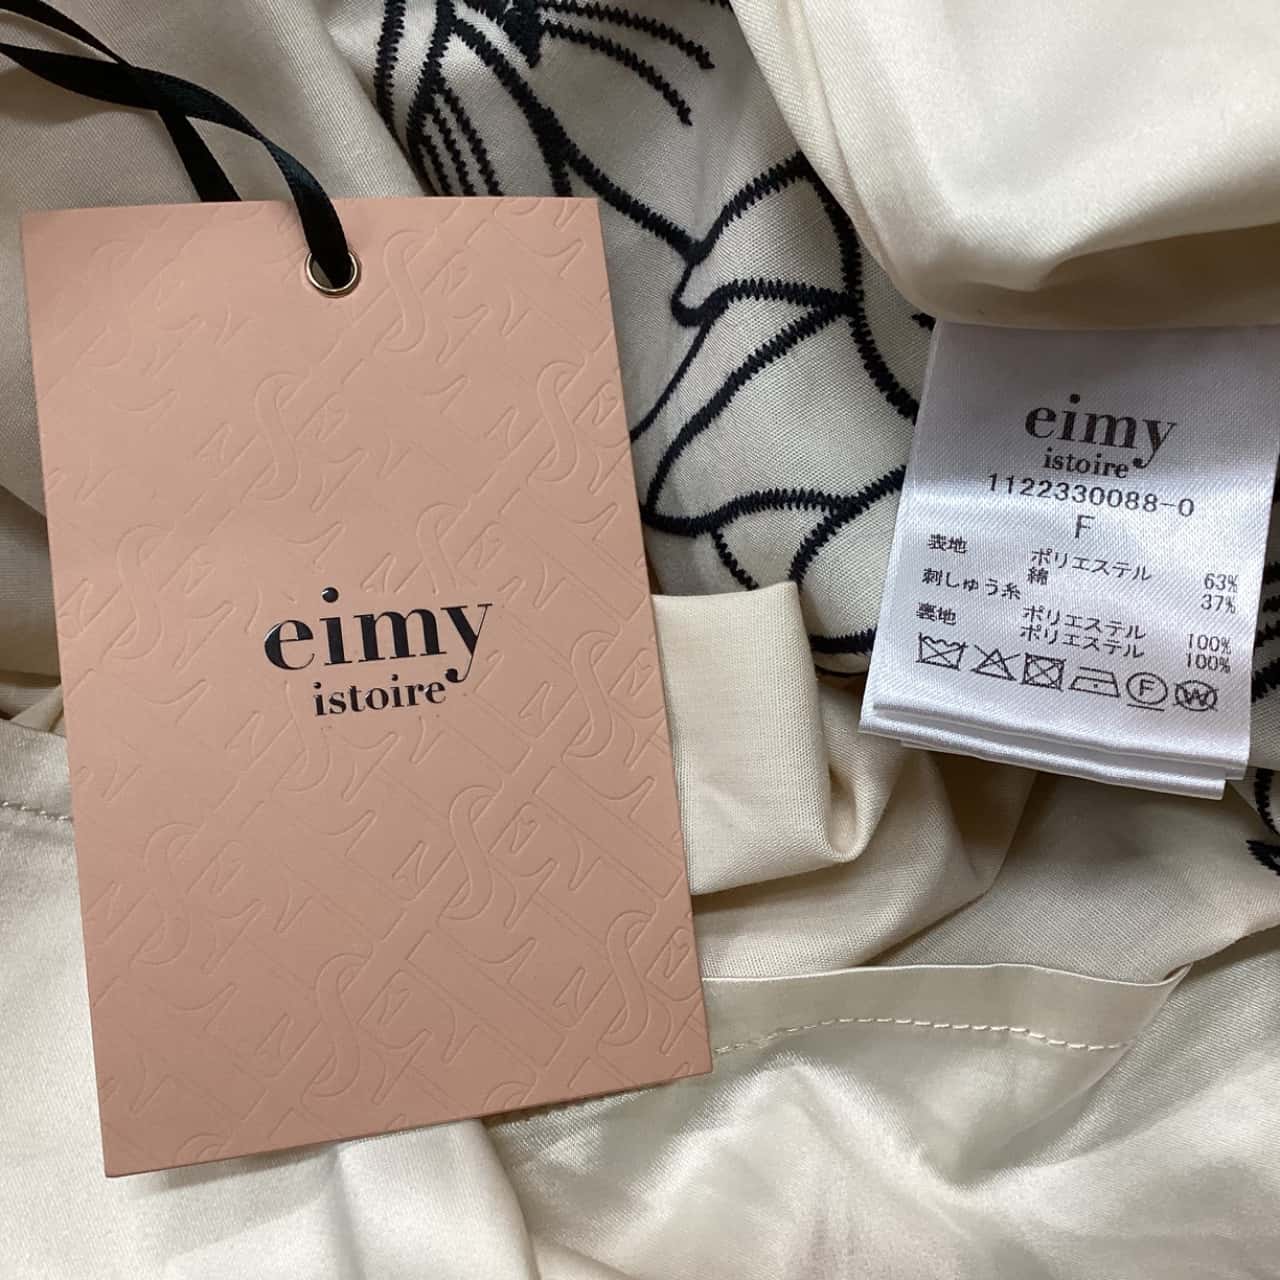 eimy
istoire
eimy
istoire
1122330088-0
F
表地 ポリエステル 63%
綿 37%
刺しゅう糸
ポリエステル 100%
裏地 ポリエステル 100%
F W